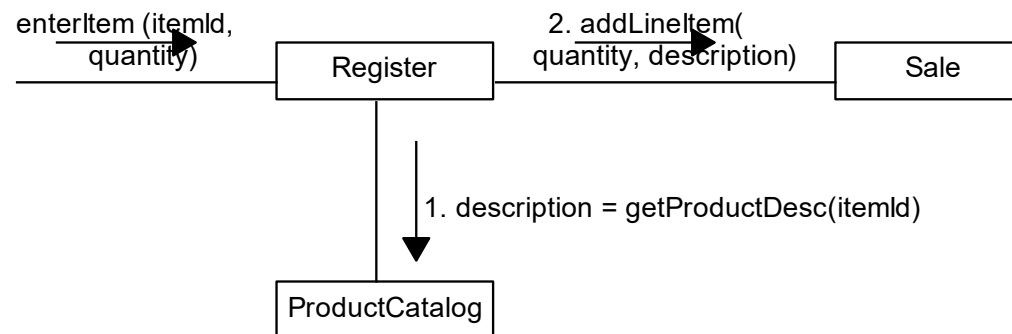 enterItem (itemId,
quantity)
2. addLineItem(
quantity, description)
Register
Sale
1. description = getProductDesc(itemId)
ProductCatalog